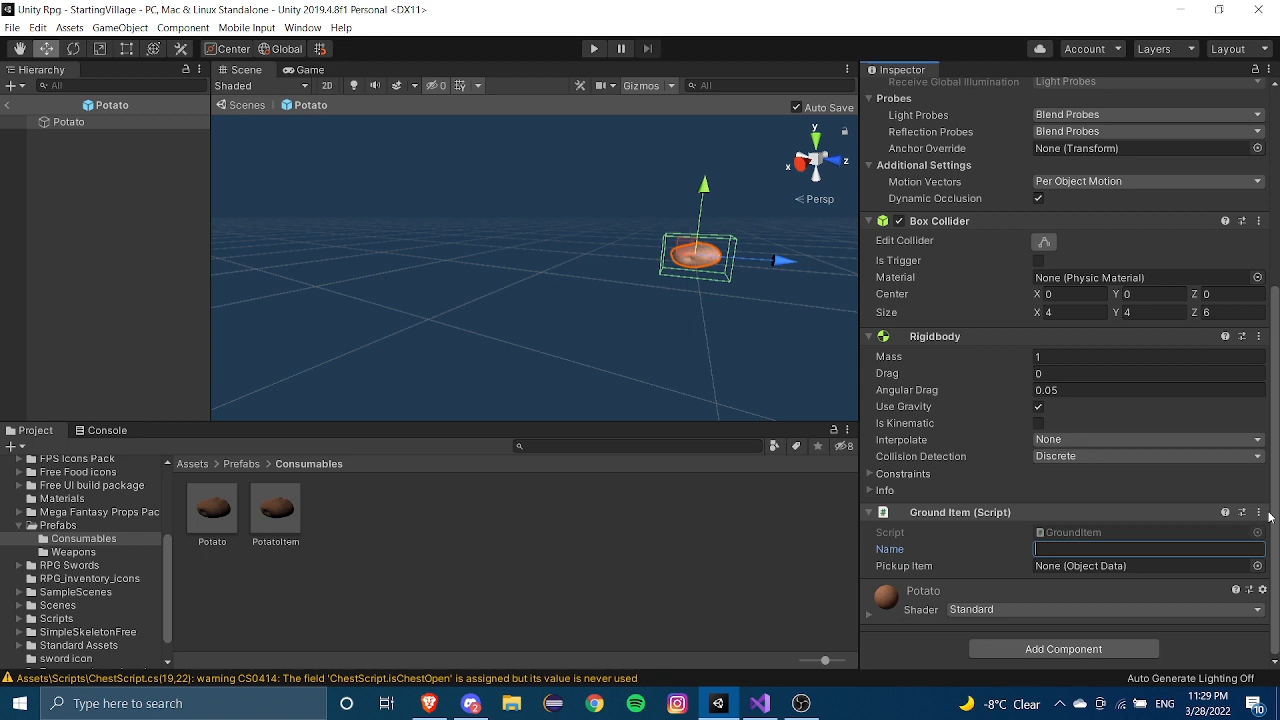 Unity Rpg - StartingVillage - PC, Mac & Linux Standalone - Unity 2019.4.8f1 Personal <DX11>
File Edit Assets GameObject Component Mobile Input Window Help
Center Global Account Layers Layout
Hierarchy Scene Game Inspector
All Shaded 2D 0 Gizmos All
Potato Scenes Potato Auto Save
Potato
y
x z
Persp
Receive Global Illumination Light Probes
Probes
Light Probes Blend Probes
Reflection Probes Blend Probes
Anchor Override None (Transform)
Additional Settings
Motion Vectors Per Object Motion
Dynamic Occlusion
Box Collider
Edit Collider
Is Trigger
Material None (Physic Material)
Center X 0 Y 0 Z 0
Size X 4 Y 4 Z 6
Rigidbody
Mass 1
Drag 0
Angular Drag 0.05
Use Gravity
Is Kinematic
Interpolate None
Collision Detection Discrete
Constraints
Info
Ground Item (Script)
Script GroundItem
Name
Pickup Item None (Object Data)
Potato
Shader Standard
Add Component
Project Console
8
Assets Prefabs Consumables
FPS Icons Pack
Free Food icons
Free UI build package
Materials
Mega Fantasy Props Pac
Prefabs
Consumables
Weapons
RPG Swords
RPG_inventory_icons
SampleScenes
Scenes
Scripts
SimpleSkeletonFree
Standard Assets
sword icon
Potato PotatoItem
Assets\Scripts\ChestScript.cs(19,22): warning CS0414: The field 'ChestScript.isChestOpen' is assigned but its value is never used
Auto Generate Lighting Off
Type here to search
-8°C Clear ENG
11:29 PM
3/28/2022
10